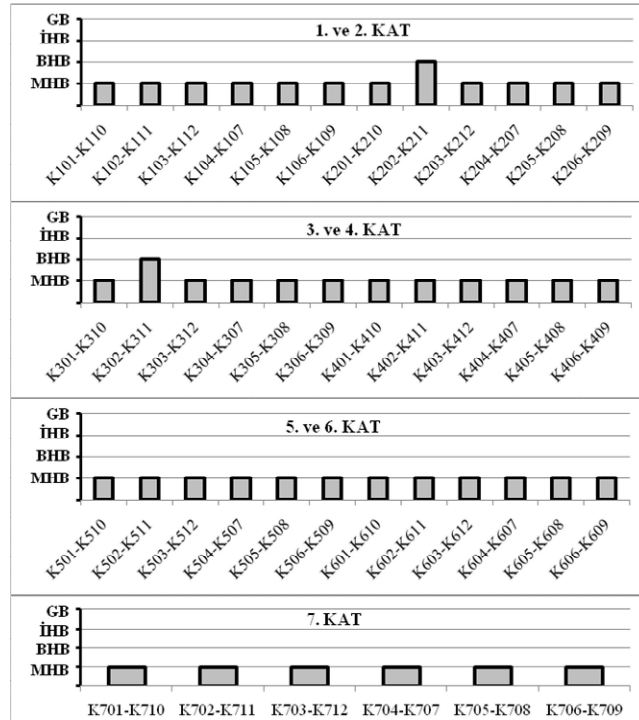 1. ve 2. KAT
GB
İHB
BHB
MHB
K101-K110
K102-K111
K103-K112
K104-K107
K105-K108
K106-K109
K201-K210
K202-K211
K203-K212
K204-K207
K205-K208
K206-K209
3. ve 4. KAT
GB
İHB
BHB
MHB
K301-K310
K302-K311
K303-K312
K304-K307
K305-K308
K306-K309
K401-K410
K402-K411
K403-K412
K404-K407
K405-K408
K406-K409
5. ve 6. KAT
GB
İHB
BHB
MHB
K501-K510
K502-K511
K503-K512
K504-K507
K505-K508
K506-K509
K601-K610
K602-K611
K603-K612
K604-K607
K605-K608
K606-K609
7. KAT
GB
İHB
BHB
MHB
K701-K710
K702-K711
K703-K712
K704-K707
K705-K708
K706-K709